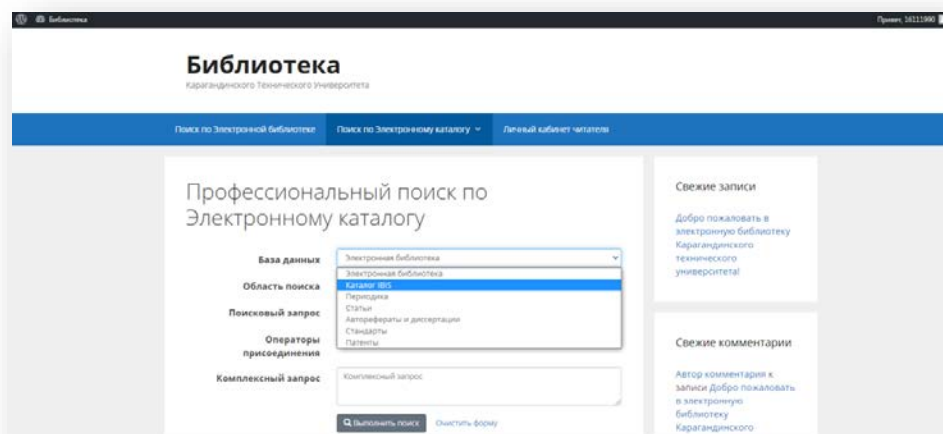 Библиотека
Привет, 16111990
Библиотека
Карагандинского Технического Университета
Поиск по Электронной библиотеке
Поиск по Электронному каталогу
Личный кабинет читателя
Профессиональный поиск по
Электронному каталогу
База данных
Электронная библиотека
Электронная библиотека
Каталог IBIS
Периодика
Статьи
Авторефераты и диссертации
Стандарты
Патенты
Область поиска
Поисковый запрос
Операторы
присоединения
Комплексный запрос
Комплексный запрос
Выполнить поиск
Очистить форму
Свежие записи
Добро пожаловать в
электронную библиотеку
Карагандинского
технического
университета!
Свежие комментарии
Автор комментария к
записи Добро пожаловать
в электронную
библиотеку
Карагандинского